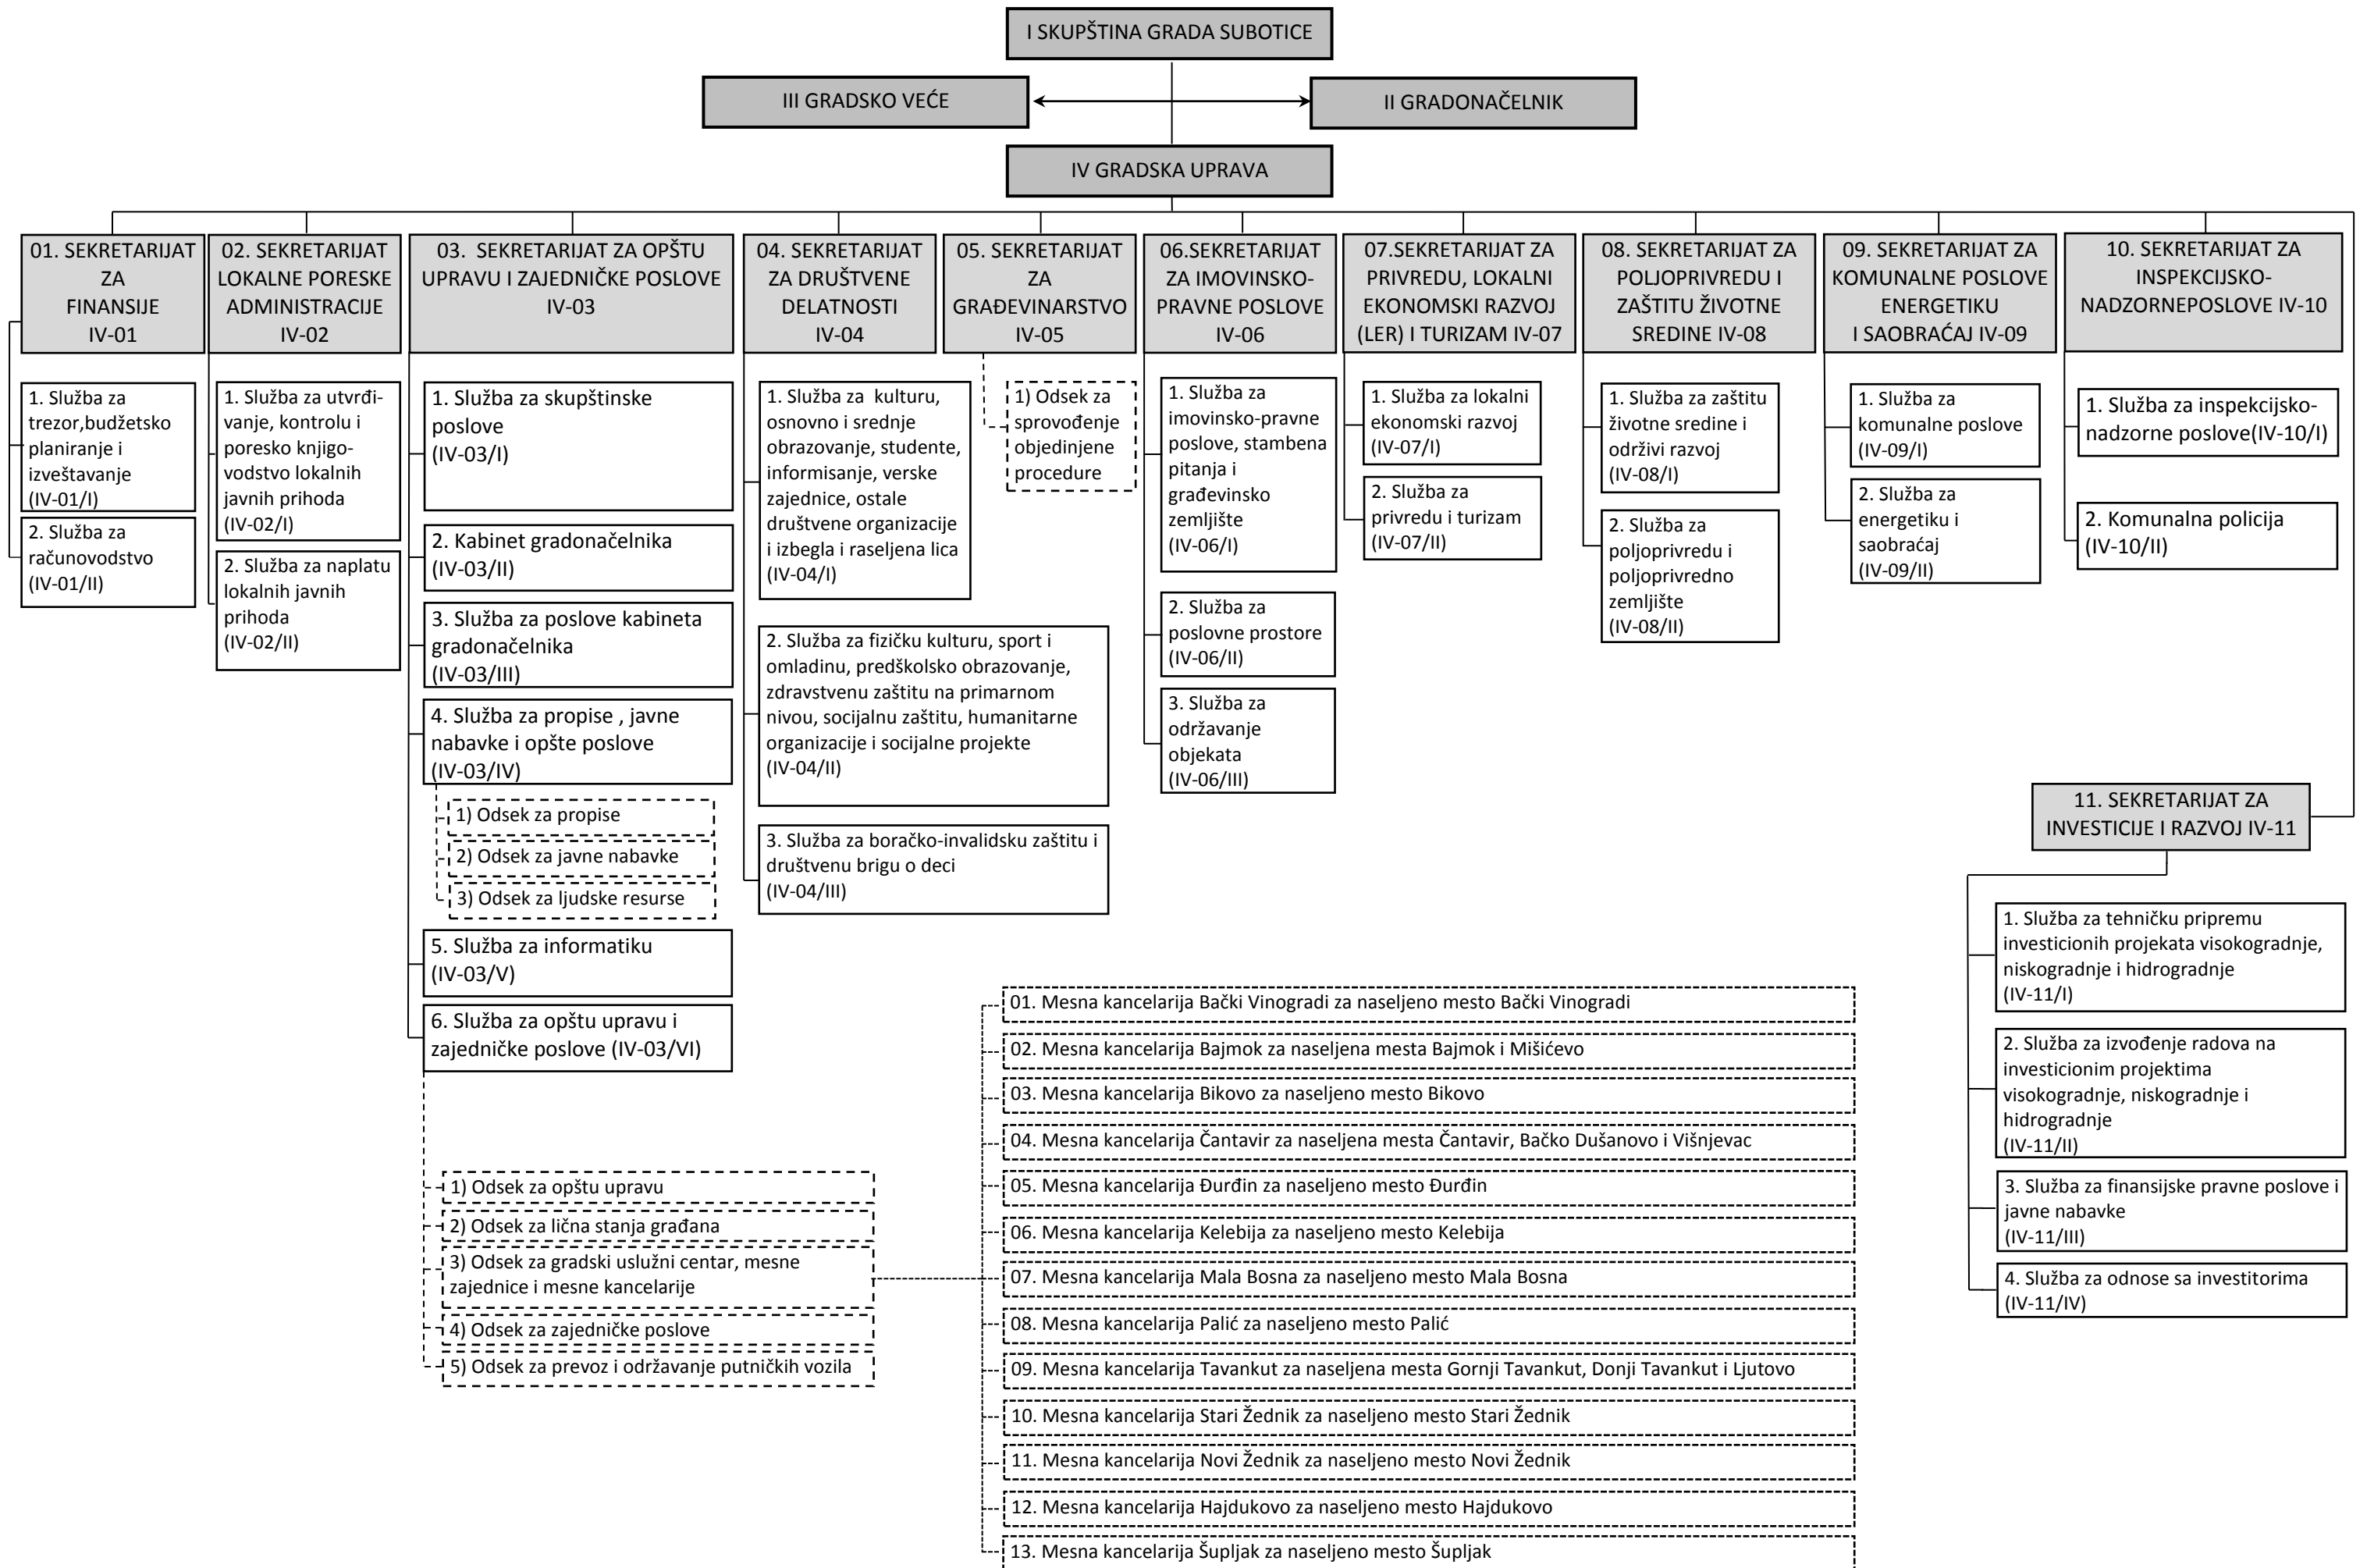 I SKUPŠTINA GRADA SUBOTICE
III GRADSKO VEĆE
II GRADONAČELNIK
IV GRADSKA UPRAVA
01. SEKRETARIJAT
ZA
FINANSIJE
IV-01
1. Služba za
trezor,budžetsko
planiranje i
izveštavanje
(IV-01/I)
2. Služba za
računovodstvo
(IV-01/II)
02. SEKRETARIJAT
LOKALNE PORESKE
ADMINISTRACIJE
IV-02
1. Služba za utvrđi-
vanje, kontrolu i
poresko knjigo-
vodstvo lokalnih
javnih prihoda
(IV-02/I)
2. Služba za naplatu
lokalnih javnih
prihoda
(IV-02/II)
03. SEKRETARIJAT ZA OPŠTU
UPRAVU I ZAJEDNIČKE POSLOVE
IV-03
1. Služba za skupštinske
poslove
(IV-03/I)
2. Kabinet gradonačelnika
(IV-03/II)
3. Služba za poslove kabineta
gradonačelnika
(IV-03/III)
4. Služba za propise , javne
nabavke i opšte poslove
(IV-03/IV)
1) Odsek za propise
2) Odsek za javne nabavke
3) Odsek za ljudske resurse
5. Služba za informatiku
(IV-03/V)
6. Služba za opštu upravu i
zajedničke poslove (IV-03/VI)
1) Odsek za opštu upravu
2) Odsek za lična stanja građana
3) Odsek za gradski uslužni centar, mesne
zajednice i mesne kancelarije
4) Odsek za zajedničke poslove
5) Odsek za prevoz i održavanje putničkih vozila
01. Mesna kancelarija Bački Vinogradi za naseljeno mesto Bački Vinogradi
02. Mesna kancelarija Bajmok za naseljena mesta Bajmok i Mišićevo
03. Mesna kancelarija Bikovo za naseljeno mesto Bikovo
04. Mesna kancelarija Čantavir za naseljena mesta Čantavir, Bačko Dušanovo i Višnjevac
05. Mesna kancelarija Đurđin za naseljeno mesto Đurđin
06. Mesna kancelarija Kelebija za naseljeno mesto Kelebija
07. Mesna kancelarija Mala Bosna za naseljeno mesto Mala Bosna
08. Mesna kancelarija Palić za naseljeno mesto Palić
09. Mesna kancelarija Tavankut za naseljena mesta Gornji Tavankut, Donji Tavankut i Ljutovo
10. Mesna kancelarija Stari Žednik za naseljeno mesto Stari Žednik
11. Mesna kancelarija Novi Žednik za naseljeno mesto Novi Žednik
12. Mesna kancelarija Hajdukovo za naseljeno mesto Hajdukovo
13. Mesna kancelarija Šupljak za naseljeno mesto Šupljak
04. SEKRETARIJAT
ZA DRUŠTVENE
DELATNOSTI
IV-04
1. Služba za kulturu,
osnovno i srednje
obrazovanje, studente,
informisanje, verske
zajednice, ostale
društvene organizacije
i izbegla i raseljena lica
(IV-04/I)
2. Služba za fizičku kulturu, sport i
omladinu, predškolsko obrazovanje,
zdravstvenu zaštitu na primarnom
nivou, socijalnu zaštitu, humanitarne
organizacije i socijalne projekte
(IV-04/II)
3. Služba za boračko-invalidsku zaštitu i
društvenu brigu o deci
(IV-04/III)
05. SEKRETARIJAT
ZA
GRAĐEVINARSTVO
IV-05
1) Odsek za
sprovođenje
objedinjene
procedure
06.SEKRETARIJAT
ZA IMOVINSKO-
PRAVNE POSLOVE
IV-06
1. Služba za
imovinsko-pravne
poslove, stambena
pitanja i
građevinsko
zemljište
(IV-06/I)
2. Služba za
poslovne prostore
(IV-06/II)
3. Služba za
održavanje
objekata
(IV-06/III)
07.SEKRETARIJAT ZA
PRIVREDU, LOKALNI
EKONOMSKI RAZVOJ
(LER) I TURIZAM IV-07
1. Služba za lokalni
ekonomski razvoj
(IV-07/I)
2. Služba za
privredu i turizam
(IV-07/II)
08. SEKRETARIJAT ZA
POLJOPRIVREDU I
ZAŠTITU ŽIVOTNE
SREDINE IV-08
1. Služba za zaštitu
životne sredine i
održivi razvoj
(IV-08/I)
2. Služba za
poljoprivredu i
poljoprivredno
zemljište
(IV-08/II)
09. SEKRETARIJAT ZA
KOMUNALNE POSLOVE
ENERGETIKU
I SAOBRAĆAJ IV-09
1. Služba za
komunalne poslove
(IV-09/I)
2. Služba za
energetiku i
saobraćaj
(IV-09/II)
10. SEKRETARIJAT ZA
INSPEKCIJSKO-
NADZORNEPOSLOVE IV-10
1. Služba za inspekcijsko-
nadzorne poslove(IV-10/I)
2. Komunalna policija
(IV-10/II)
11. SEKRETARIJAT ZA
INVESTICIJE I RAZVOJ IV-11
1. Služba za tehničku pripremu
investicionih projekata visokogradnje,
niskogradnje i hidrogradnje
(IV-11/I)
2. Služba za izvođenje radova na
investicionim projektima
visokogradnje, niskogradnje i
hidrogradnje
(IV-11/II)
3. Služba za finansijske pravne poslove i
javne nabavke
(IV-11/III)
4. Služba za odnose sa investitorima
(IV-11/IV)